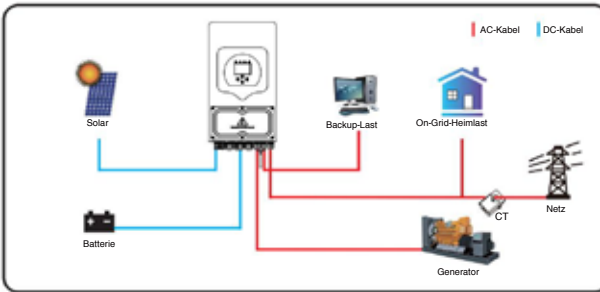 AC-Kabel
DC-Kabel
Solar
Backup-Last
On-Grid-Heimlast
CT
Netz
Batterie
Generator